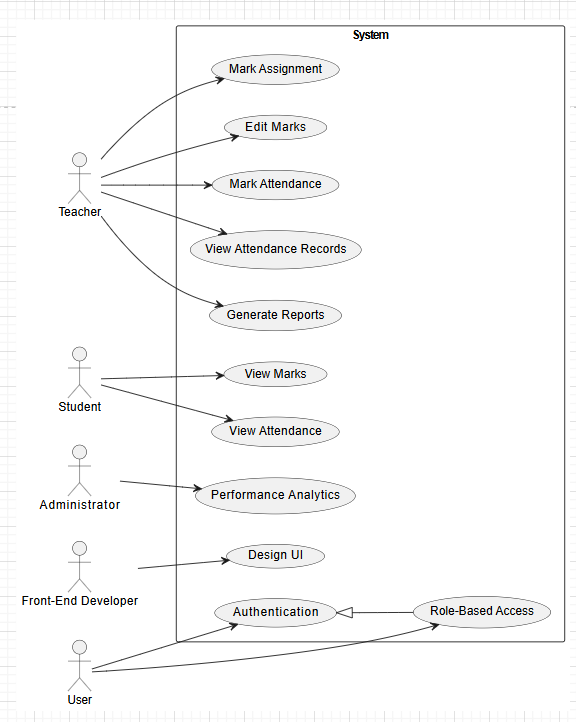 System
Mark Assignment
Edit Marks
Mark Attendance
Teacher
View Attendance Records
Generate Reports
View Marks
Student
View Attendance
Performance Analytics
Administrator
Design UI
Front-End Developer
Authentication
Role-Based Access
User